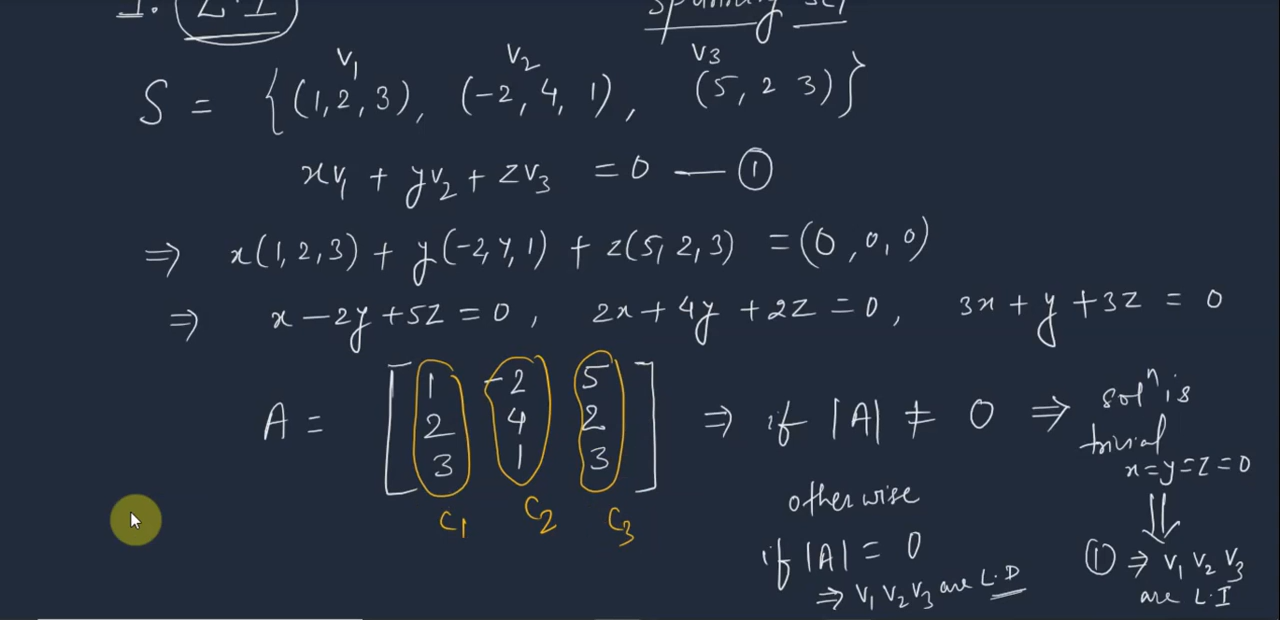 1. L.I Spanning set
v₁ v₂ v₃
S = {(1, 2, 3), (-2, 4, 1), (5, 2 3)}
xv₁ + yv₂ + zv₃ = 0 — ①
⇒ x(1, 2, 3) + y(-2, 4, 1) + z(5, 2, 3) = (0, 0, 0)
⇒ x - 2y + 5z = 0, 2x + 4y + 2z = 0, 3x + y + 3z = 0
A = [1 -2 5
2 4 2
3 1 3] ⇒ if |A| ≠ 0 ⇒ solⁿ is
trivial
x = y = z = 0
C₁ C₂ C₃
otherwise
if |A| = 0
⇒ v₁ v₂ v₃ are L.D
⇓
① ⇒ v₁ v₂ v₃
are L.I